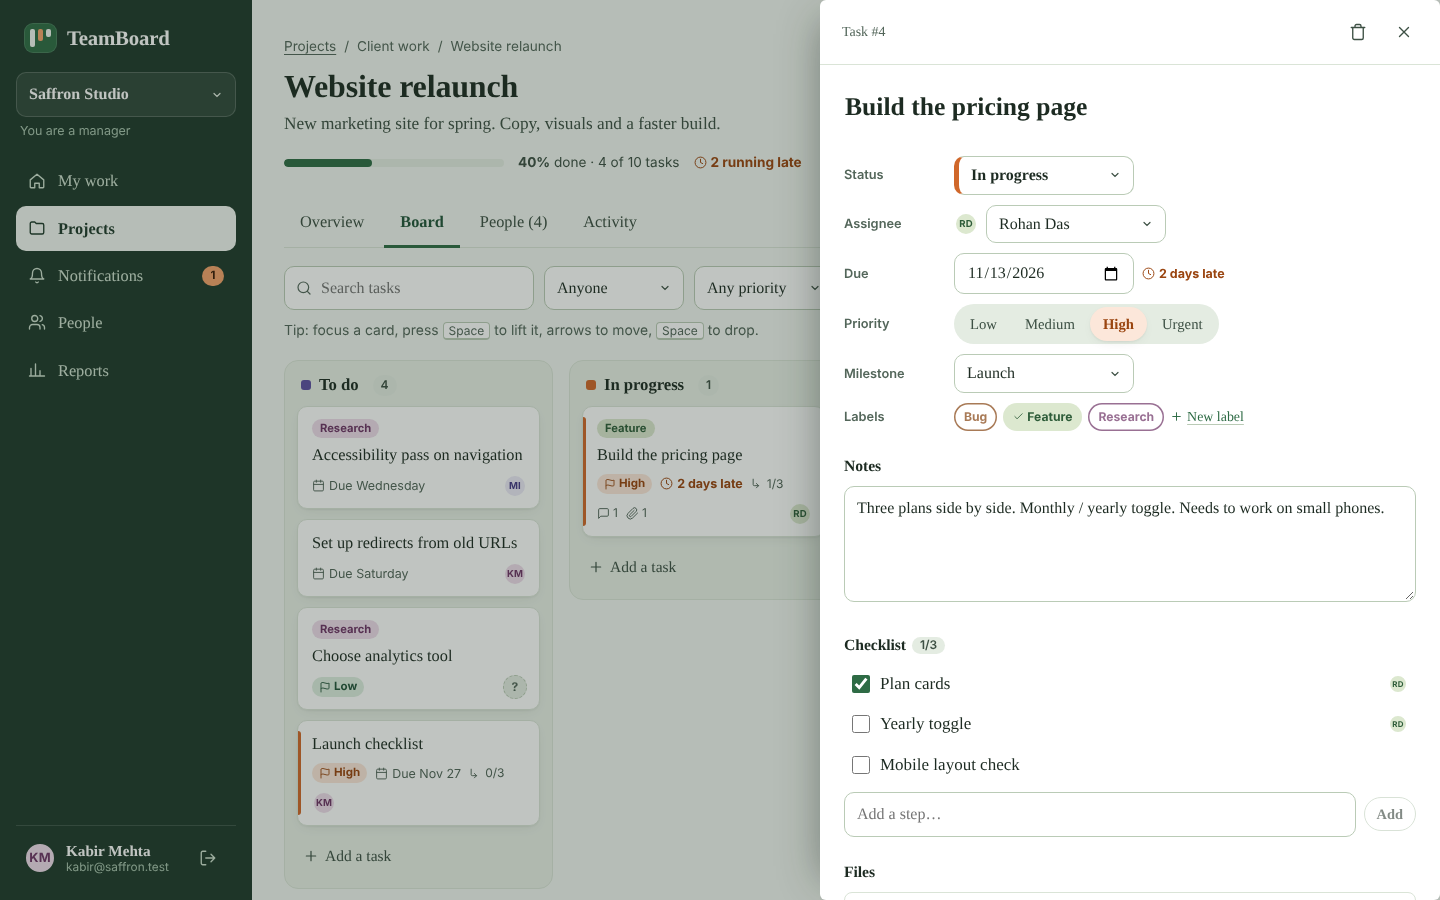 TeamBoard
Saffron Studio
You are a manager
My work
Projects
Notifications 1
People
Reports
KM Kabir Mehta
kabir@saffron.test
Projects / Client work / Website relaunch
Website relaunch
New marketing site for spring. Copy, visuals and a faster build.
40% done · 4 of 10 tasks 2 running late
Overview Board People (4) Activity
Search tasks Anyone Any priority
Tip: focus a card, press Space to lift it, arrows to move, Space to drop.
To do 4
Research
Accessibility pass on navigation
Due Wednesday MI
Set up redirects from old URLs
Due Saturday KM
Research
Choose analytics tool
Low ?
Launch checklist
High Due Nov 27 0/3
KM
Add a task
In progress 1
Feature
Build the pricing page
High 2 days late 1/3
1 1 RD
Add a task
Task #4
Build the pricing page
Status In progress
Assignee RD Rohan Das
Due 11/13/2026 2 days late
Priority Low Medium High Urgent
Milestone Launch
Labels Bug Feature Research + New label
Notes
Three plans side by side. Monthly / yearly toggle. Needs to work on small phones.
Checklist 1/3
Plan cards RD
Yearly toggle RD
Mobile layout check
Add a step… Add
Files